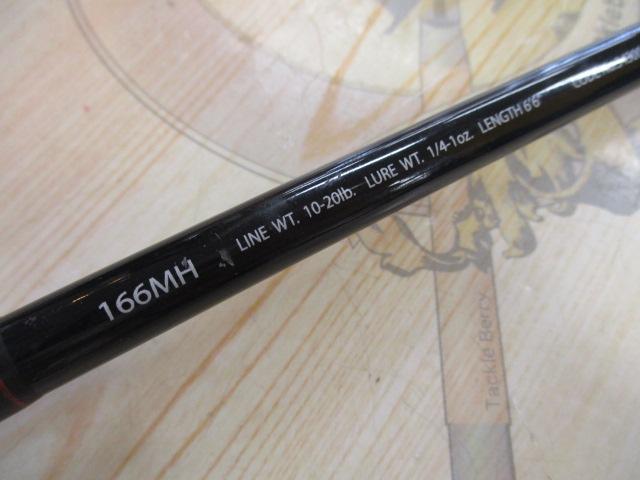 166MH LINE WT. 10-20lb. LURE WT. 1/4-1oz. LENGTH 6'6"
Tackle Berry